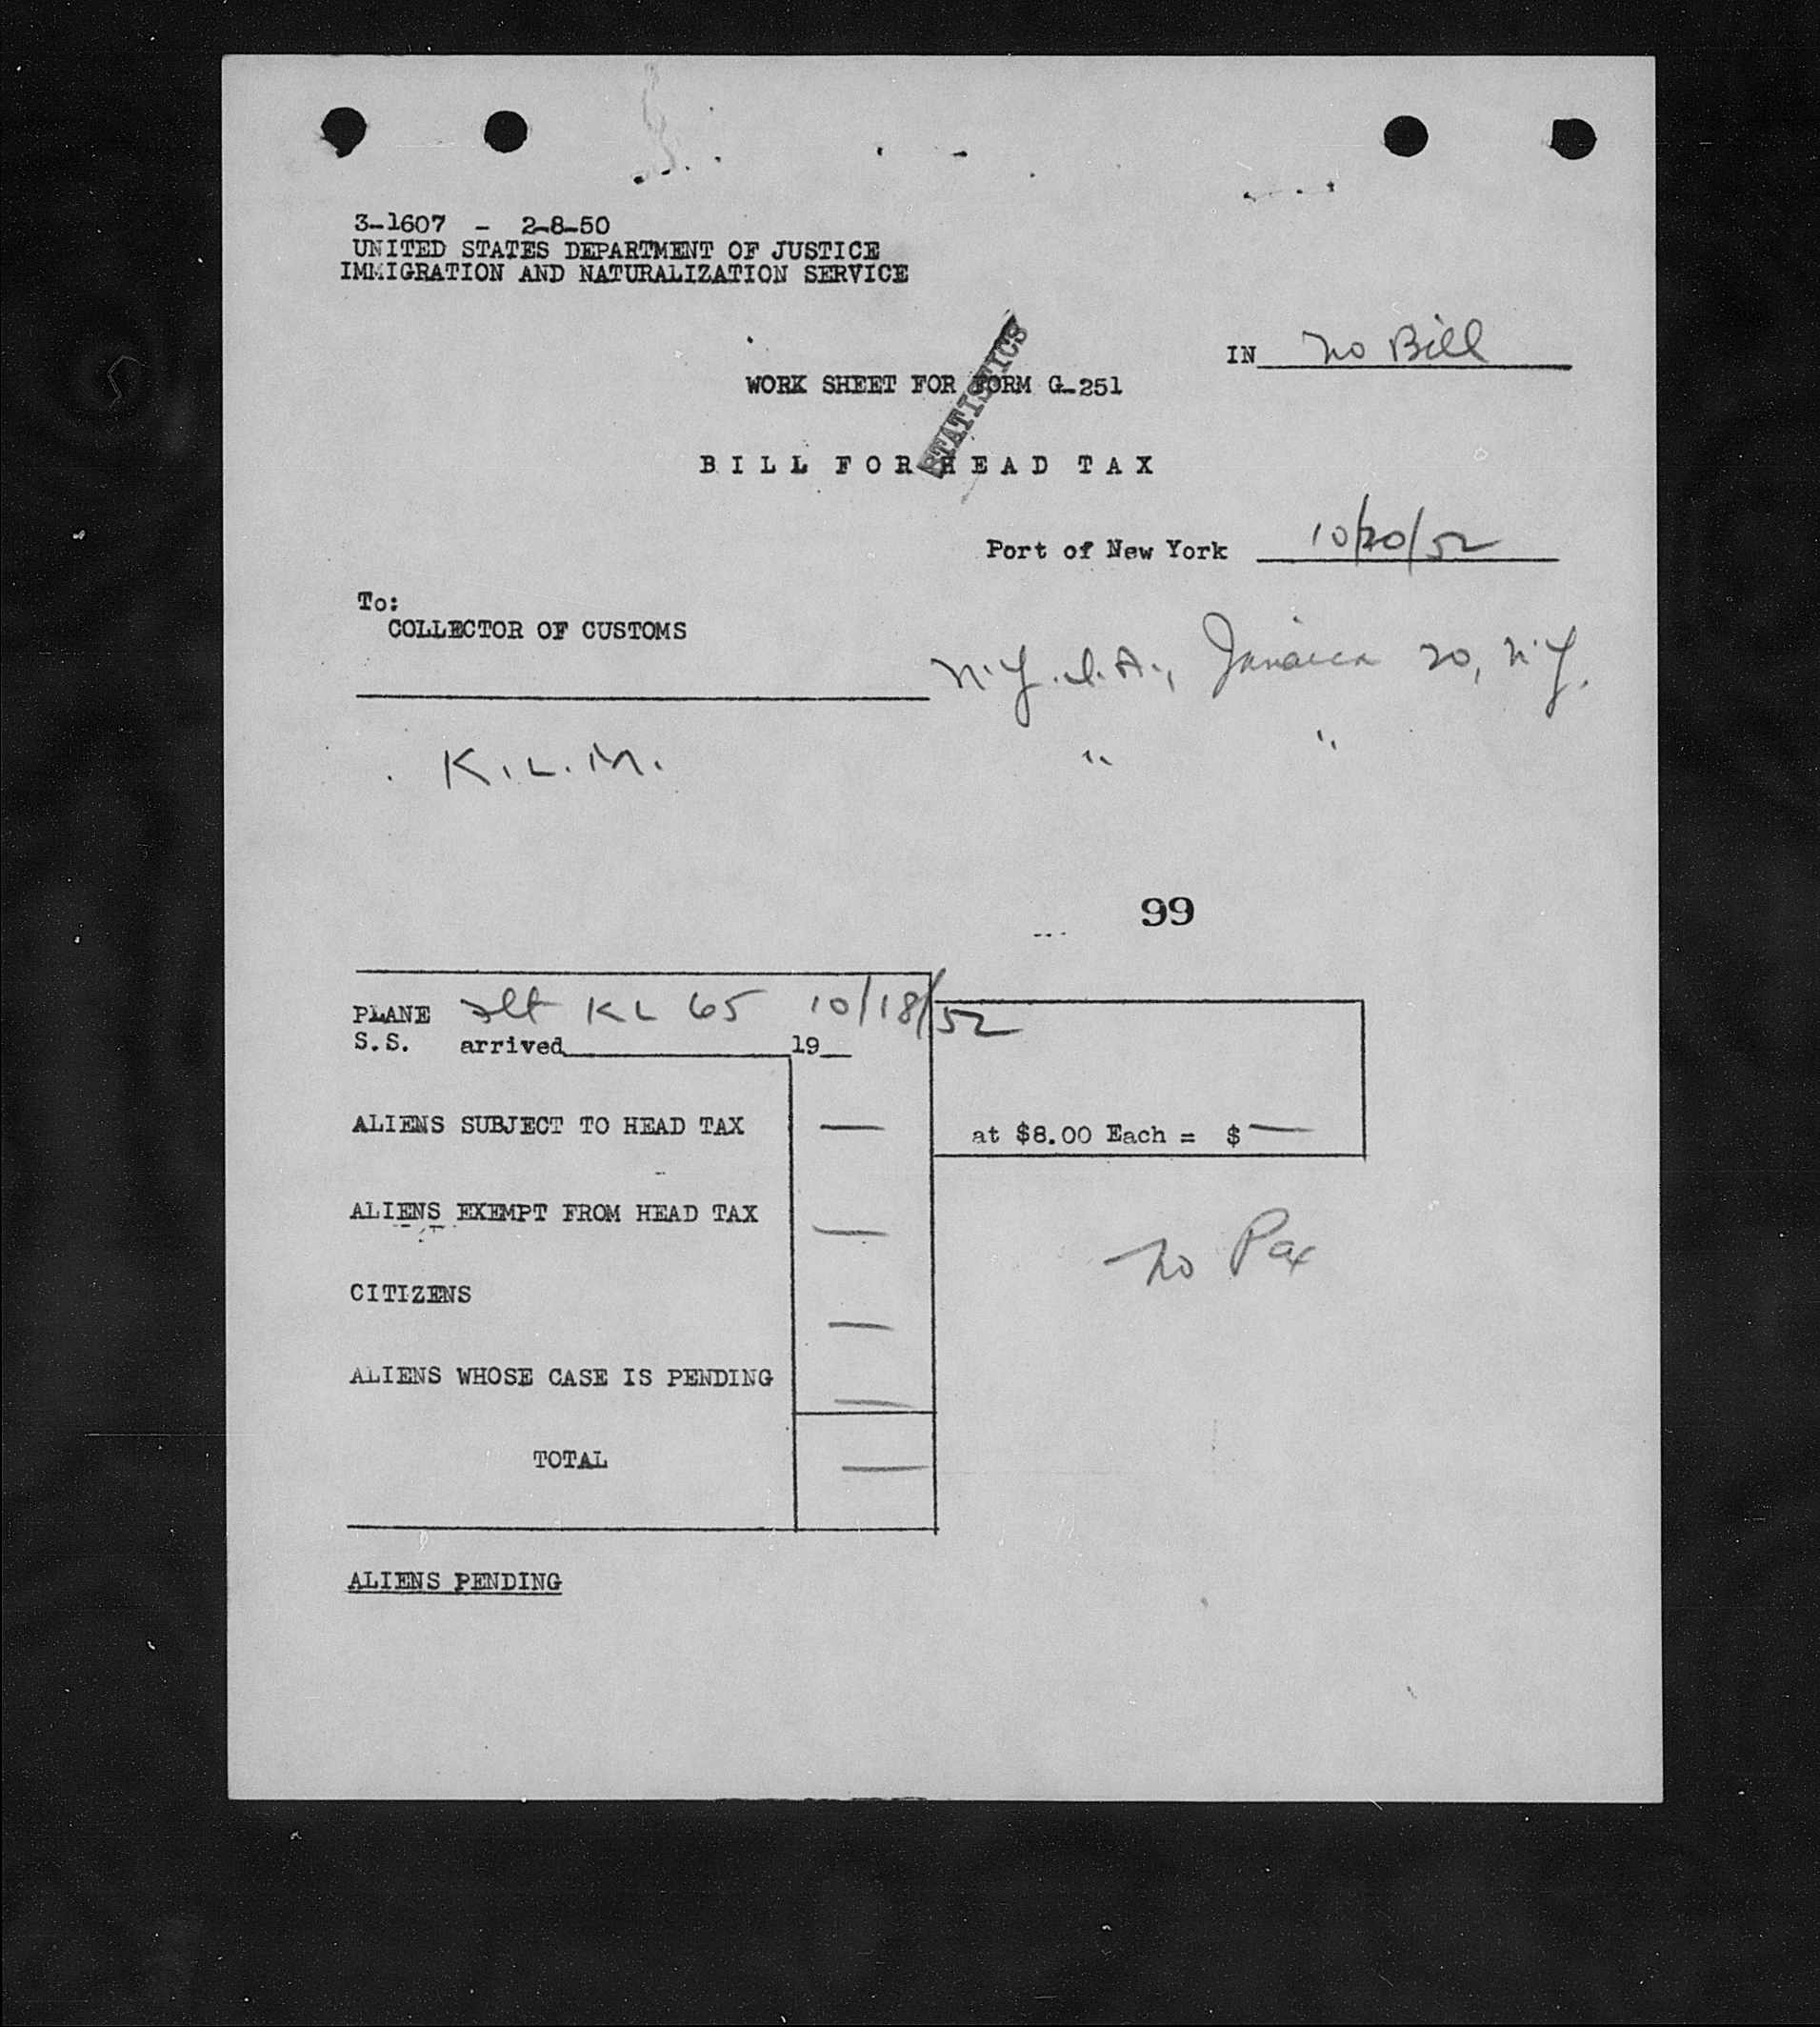 3-1607 - 2-8-50
UNITED STATES DEPARTMENT OF JUSTICE
IMMIGRATION AND NATURALIZATION SERVICE
IN No Bill
STATISTICS
WORK SHEET FOR FORM G-251
BILL FOR HEAD TAX
Port of New York 10/20/52
To:
COLLECTOR OF CUSTOMS
N.Y.I.A., Jamaica 20, N.Y.
K.L.M. " "
99
PLANE Flt KL 65 10/18/52
S.S. arrived 19
ALIENS SUBJECT TO HEAD TAX —
at $8.00 Each = $ —
ALIENS EXEMPT FROM HEAD TAX —
No Pax
CITIZENS —
ALIENS WHOSE CASE IS PENDING —
TOTAL —
ALIENS PENDING